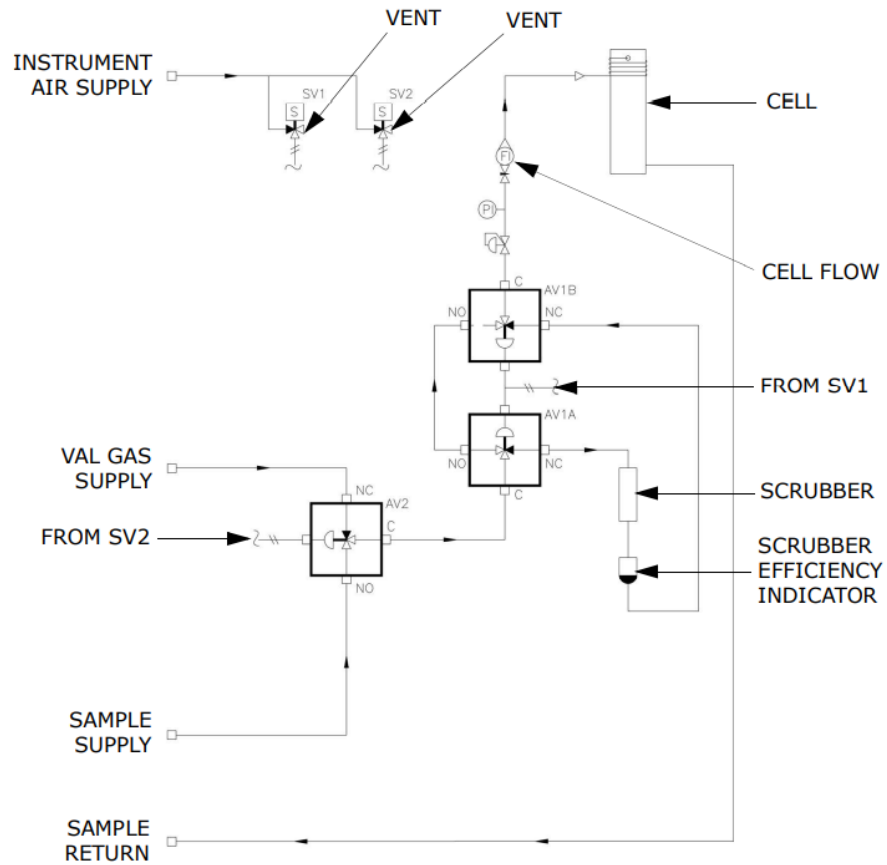 VENT
VENT
INSTRUMENT
AIR SUPPLY
SV1
SV2
S
S
CELL
FI
PI
CELL FLOW
C
AV1B
NO
NC
FROM SV1
AV1A
NO
NC
C
VAL GAS
SUPPLY
NC
AV2
C
FROM SV2
NO
SCRUBBER
SCRUBBER
EFFICIENCY
INDICATOR
SAMPLE
SUPPLY
SAMPLE
RETURN